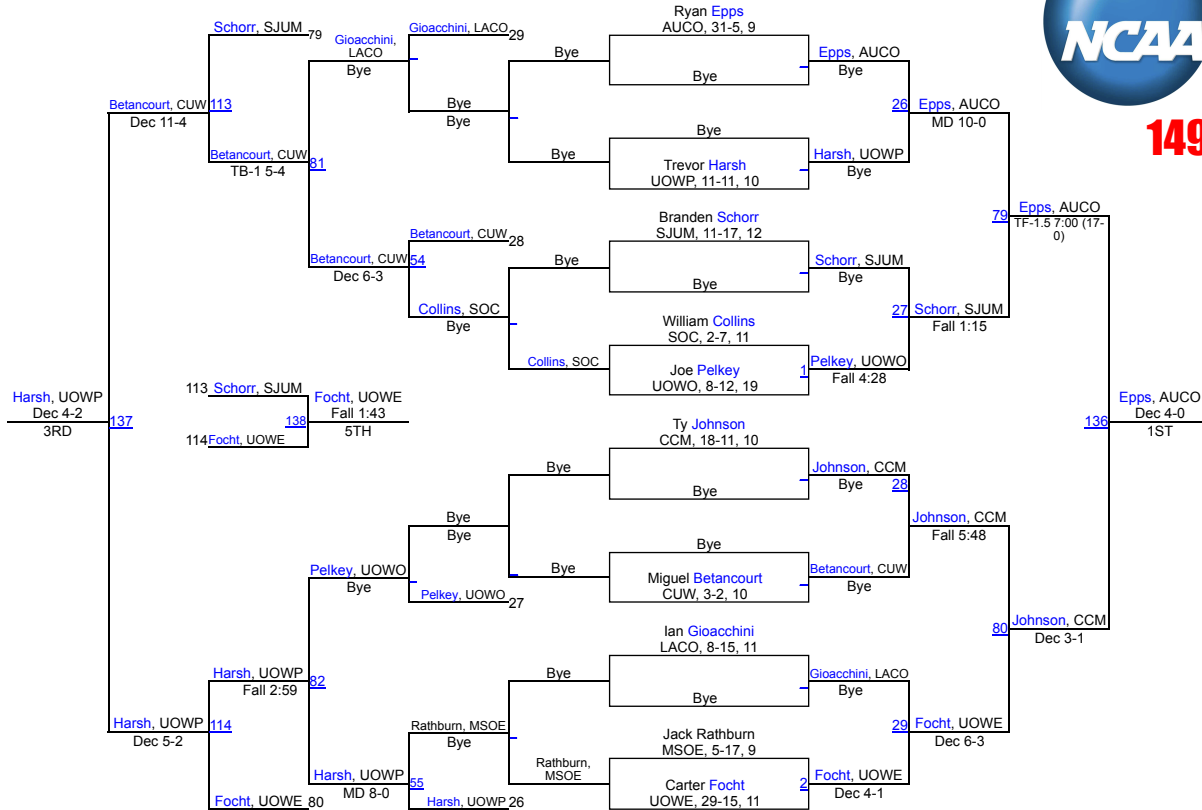 Ryan Epps
AUCO, 31-5, 9
Bye
Bye
Trevor Harsh
UOWP, 11-11, 10
Branden Schorr
SJUM, 11-17, 12
Bye
William Collins
SOC, 2-7, 11
Joe Pelkey
UOWO, 8-12, 19
1
Ty Johnson
CCM, 18-11, 10
Bye
Bye
Miguel Betancourt
CUW, 3-2, 10
Ian Gioacchini
LACO, 8-15, 11
Bye
Jack Rathburn
MSOE, 5-17, 9
Carter Focht
UOWE, 29-15, 11
2
Epps, AUCO
Bye
Harsh, UOWP
Bye
Schorr, SJUM
Bye
Pelkey, UOWO
Fall 4:28
Johnson, CCM
Bye
Betancourt, CUW
Bye
Gioacchini, LACO
Bye
Focht, UOWE
Dec 4-1
26
Epps, AUCO
MD 10-0
27
Schorr, SJUM
Fall 1:15
28
Johnson, CCM
Fall 5:48
29
Focht, UOWE
Dec 6-3
79
Epps, AUCO
TF-1.5 7:00 (17-
0)
80
Johnson, CCM
Dec 3-1
136
Epps, AUCO
Dec 4-0
1ST
NCAA
149
Bye
Bye
Bye
Collins, SOC
Bye
Bye
Bye
Rathburn,
MSOE
Gioacchini, LACO
29
Bye
Bye
Betancourt, CUW
28
Collins, SOC
Bye
Bye
Bye
Pelkey, UOWO
27
Rathburn, MSOE
Bye
Harsh, UOWP
26
Gioacchini,
LACO
Bye
54
Betancourt, CUW
Dec 6-3
Pelkey, UOWO
Bye
55
Harsh, UOWP
MD 8-0
Schorr, SJUM
79
81
Betancourt, CUW
TB-1 5-4
82
Harsh, UOWP
Fall 2:59
Focht, UOWE
80
113
Betancourt, CUW
Dec 11-4
114
Harsh, UOWP
Dec 5-2
113 Schorr, SJUM
114 Focht, UOWE
138
Focht, UOWE
Fall 1:43
5TH
137
Harsh, UOWP
Dec 4-2
3RD